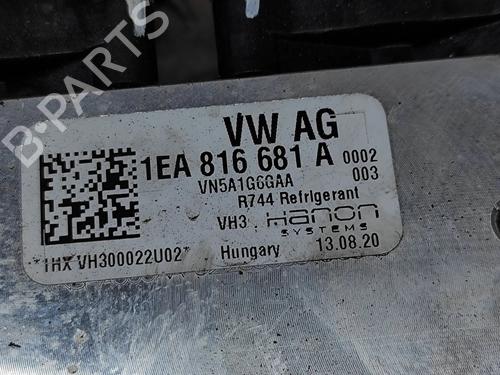 VW AG
1EA 816 681 A 0002
VN5A1G6GAA 003
R744 Refrigerant
VH3 Hanon
SYSTEMS
*1HX VH300022U02* Hungary 13.08.20
B-PARTS